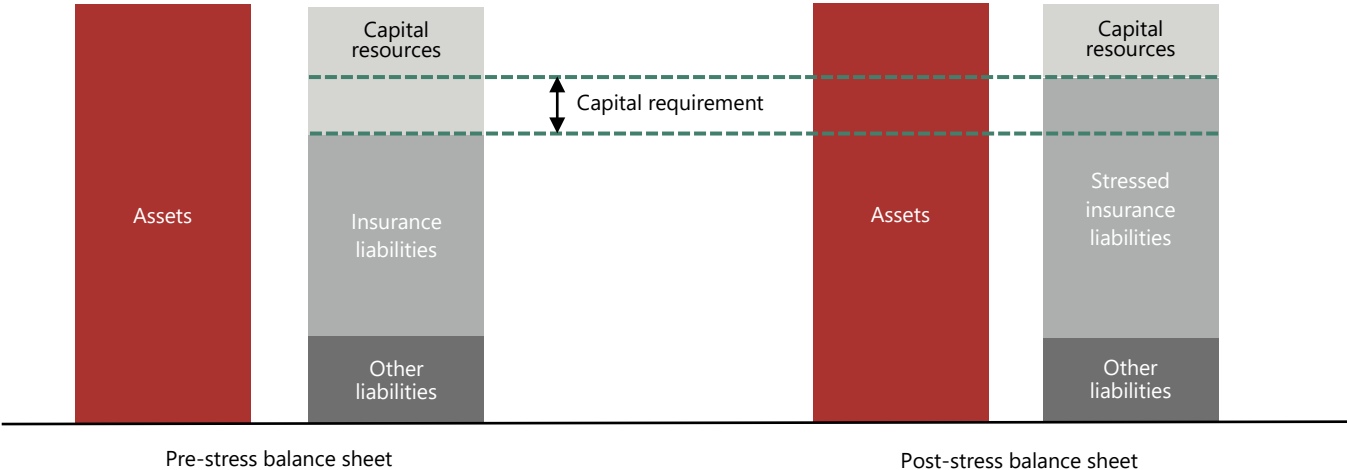 Capital
resources
Assets
Insurance
liabilities
Other
liabilities
Capital requirement
Assets
Capital
resources
Stressed
insurance
liabilities
Other
liabilities
Pre-stress balance sheet
Post-stress balance sheet